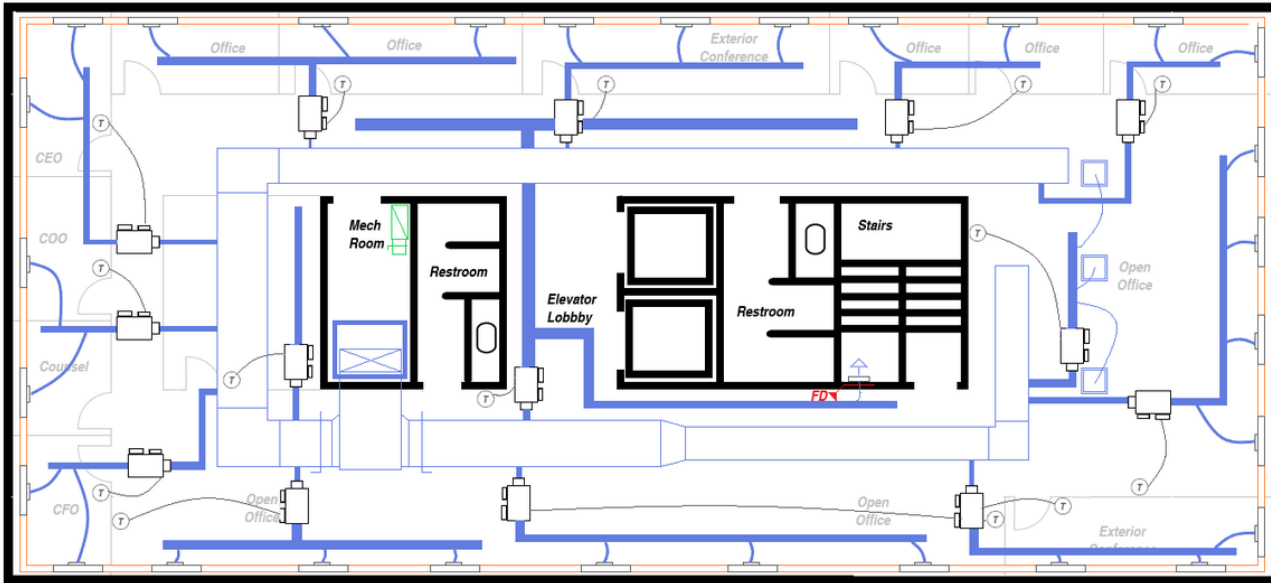 Office
Office
Exterior
Conference
Office
Office
Office
T
T
T
T
T
CEO
Mech
Room
Stairs
T
COO
Restroom
T
Open
Office
Elevator
Lobbby
Restroom
Counsel
T
T
FD
CFO
T
T
Open
Office
Open
Office
T
T
T
Exterior
Conference